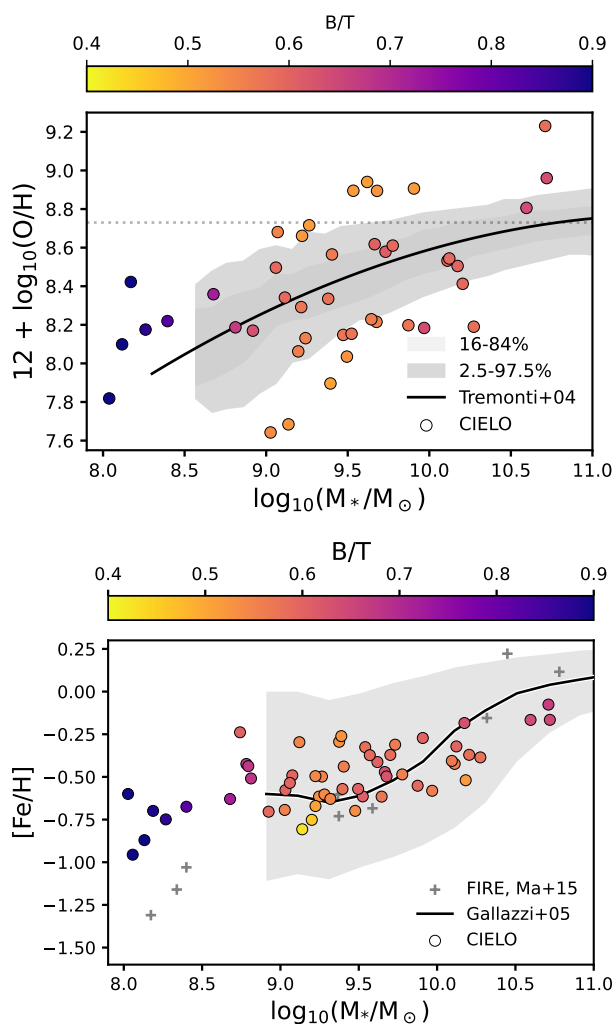 B/T
0.4 0.5 0.6 0.7 0.8 0.9
9.2
9.0
8.8
8.6
8.4
8.2
8.0
7.8
7.6
12 + log₁₀(O/H)
16-84%
2.5-97.5%
Tremonti+04
CIELO
8.0 8.5 9.0 9.5 10.0 10.5 11.0
log₁₀(M*/M⊙)
B/T
0.4 0.5 0.6 0.7 0.8 0.9
0.25
0.00
−0.25
−0.50
−0.75
−1.00
−1.25
−1.50
[Fe/H]
FIRE, Ma+15
Gallazzi+05
CIELO
8.0 8.5 9.0 9.5 10.0 10.5 11.0
log₁₀(M*/M⊙)